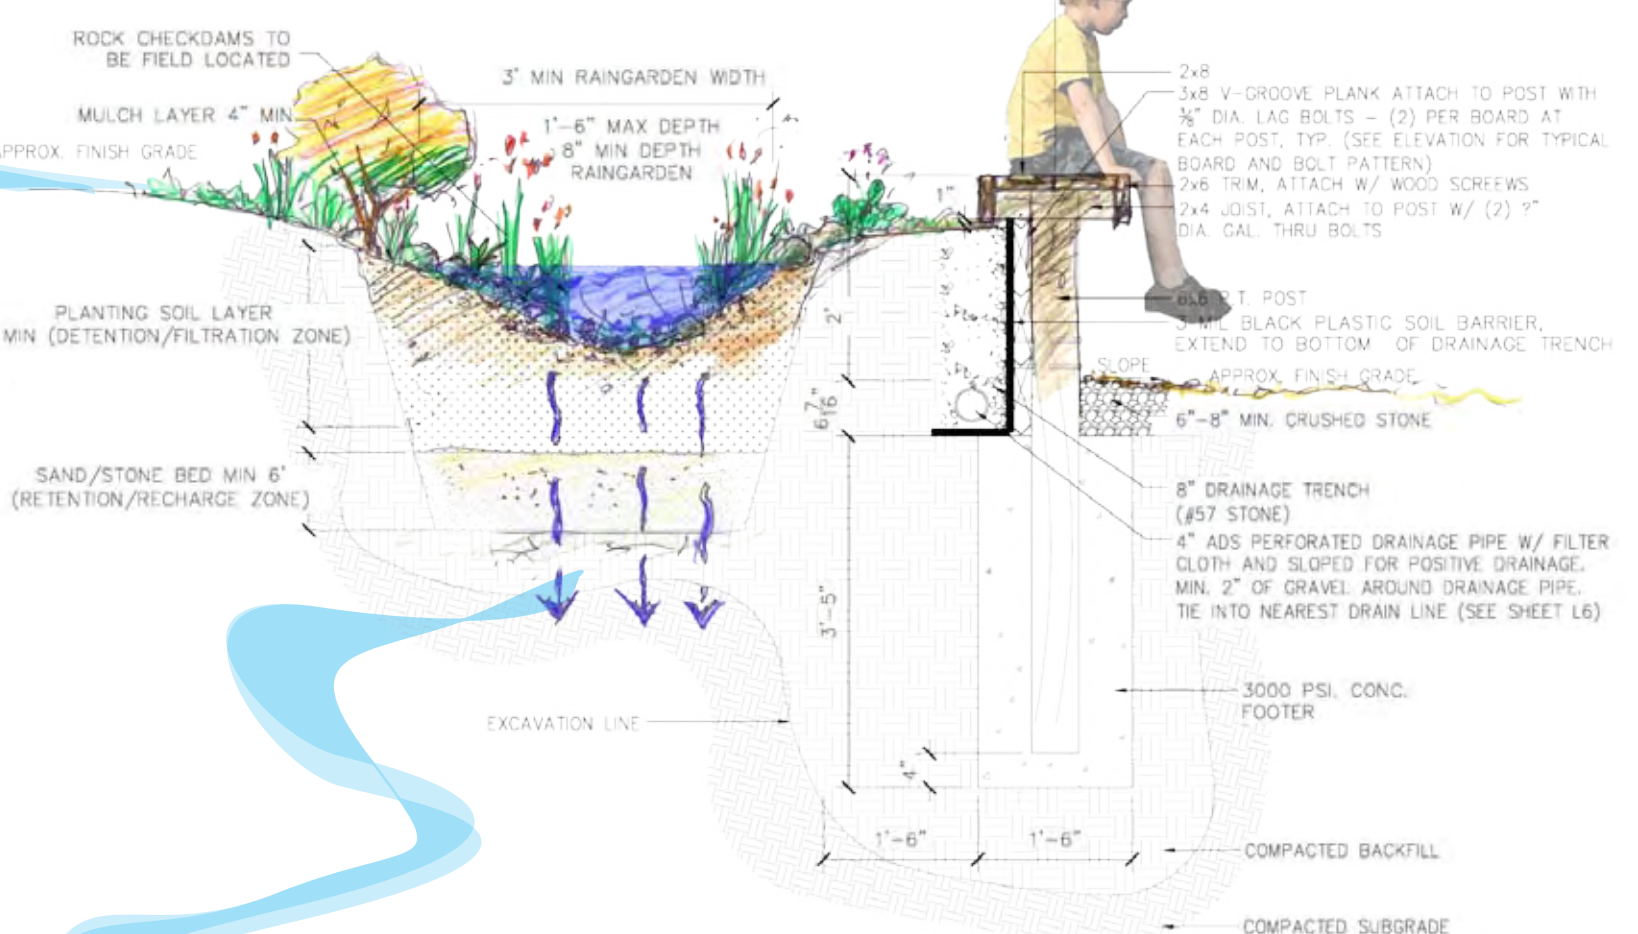 ROCK CHECKDAMS TO
BE FIELD LOCATED
MULCH LAYER 4" MIN
APPROX. FINISH GRADE
3' MIN RAINGARDEN WIDTH
1'-6" MAX DEPTH
8" MIN DEPTH
RAINGARDEN
PLANTING SOIL LAYER
MIN (DETENTION/FILTRATION ZONE)
SAND/STONE BED MIN 6'
(RETENTION/RECHARGE ZONE)
EXCAVATION LINE
1"
2'
3'-5"
4"
1'-6"
1'-6"
2x8
3x8 V-GROOVE PLANK ATTACH TO POST WITH
DIA. LAG BOLTS - (2) PER BOARD AT
EACH POST, TYP. (SEE ELEVATION FOR TYPICAL
BOARD AND BOLT PATTERN)
2x6 TRIM, ATTACH W/ WOOD SCREEWS
2x4 JOIST, ATTACH TO POST W/ (2) ?"
DIA. GAL. THRU BOLTS
P.T. POST
MIL BLACK PLASTIC SOIL BARRIER,
EXTEND TO BOTTOM OF DRAINAGE TRENCH
SLOPE
APPROX. FINISH GRADE
6"-8" MIN. CRUSHED STONE
8" DRAINAGE TRENCH
(#57 STONE)
4" ADS PERFORATED DRAINAGE PIPE W/ FILTER
CLOTH AND SLOPED FOR POSITIVE DRAINAGE.
MIN. 2" OF GRAVEL AROUND DRAINAGE PIPE.
TIE INTO NEAREST DRAIN LINE (SEE SHEET L6)
3000 PSI. CONC.
FOOTER
COMPACTED BACKFILL
COMPACTED SUBGRADE